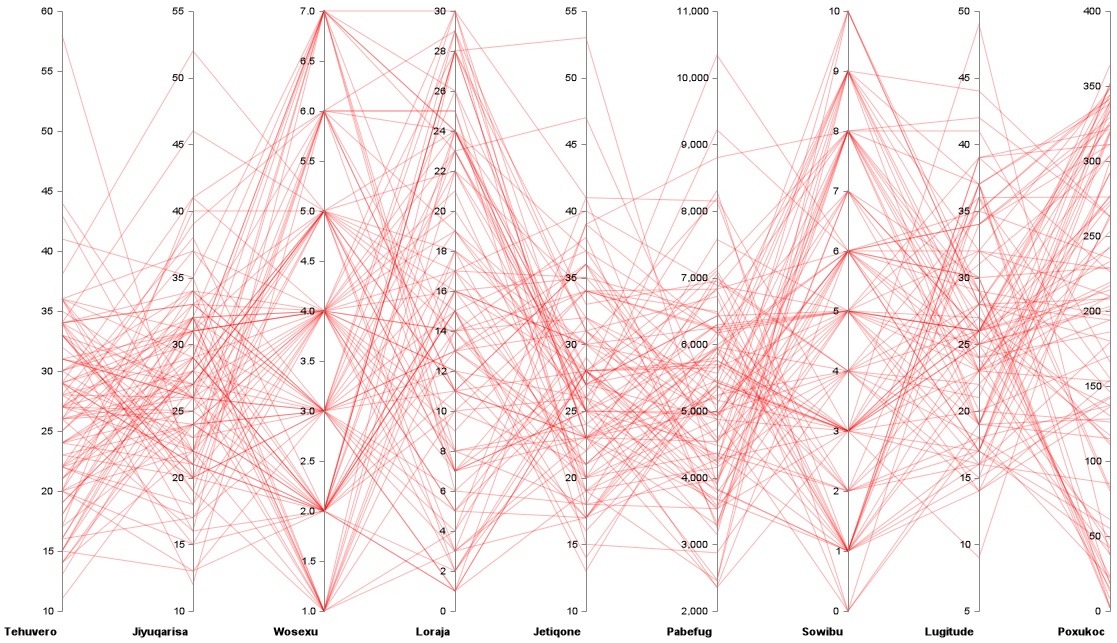 60 55 7.0 30 55 11,000 10 50 400
55 50 6.5 28 50 10,000 9 45 350
50 45 6.0 26 45 9,000 8 40 300
45 40 5.5 24 40 8,000 7 35 250
40 35 5.0 22 35 7,000 6 30 200
35 30 4.5 20 30 6,000 5 25 150
30 25 4.0 18 25 5,000 4 20 100
25 20 3.5 16 20 4,000 3 15 50
20 15 3.0 14 15 3,000 2 10 0
15 10 2.5 12 10 2,000 1 5
10 2.0 10 0
1.5 8
1.0 6
4
2
0
Tehuvero Jiyuqarisa Wosexu Loraja Jetiqone Pabefug Sowibu Lugitude Poxukoc